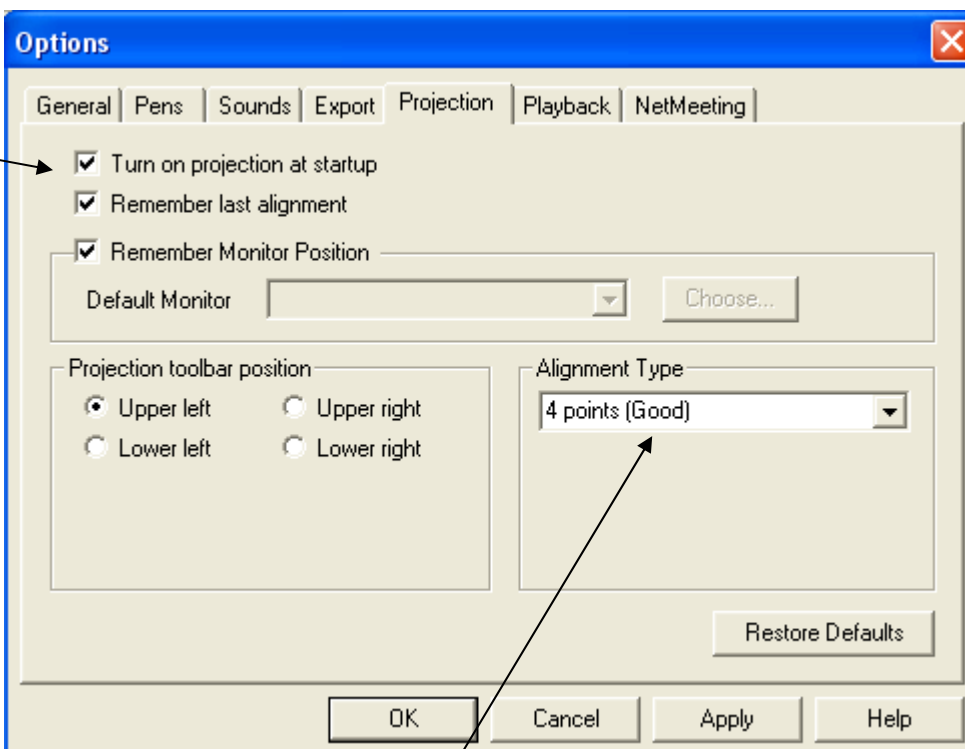 Options
General Pens Sounds Export Projection Playback NetMeeting
Turn on projection at startup
Remember last alignment
Remember Monitor Position
Default Monitor Choose...
Projection toolbar position Alignment Type
Upper left Upper right 4 points (Good)
Lower left Lower right
Restore Defaults
OK Cancel Apply Help